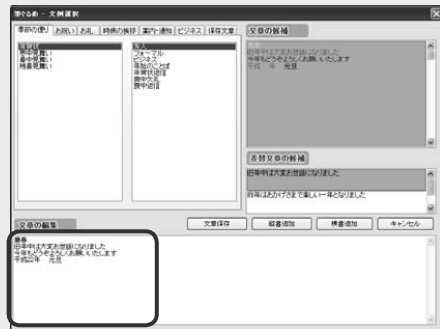 筆ぐるめ - 文例選択
季節の便り お祝い お礼 時候の挨拶 案内・通知 ビジネス 保存文章
年賀状
寒中見舞い
暑中見舞い
残暑見舞い
友人
フォーマル
ビジネス
年始のことば
年賀状返信
喪中欠礼
喪中返信
文章の候補
旧年中は大変お世話になりました
今年もどうぞよろしくお願いいたします
平成 年 元旦
差替文章の候補
旧年中は大変お世話になりました
旧年はおかげさまで楽しい一年となりました
文章の編集
文章保存 縦書追加 横書追加 キャンセル
旧年中は大変お世話になりました
今年もどうぞよろしくお願いいたします
平成22年 元旦